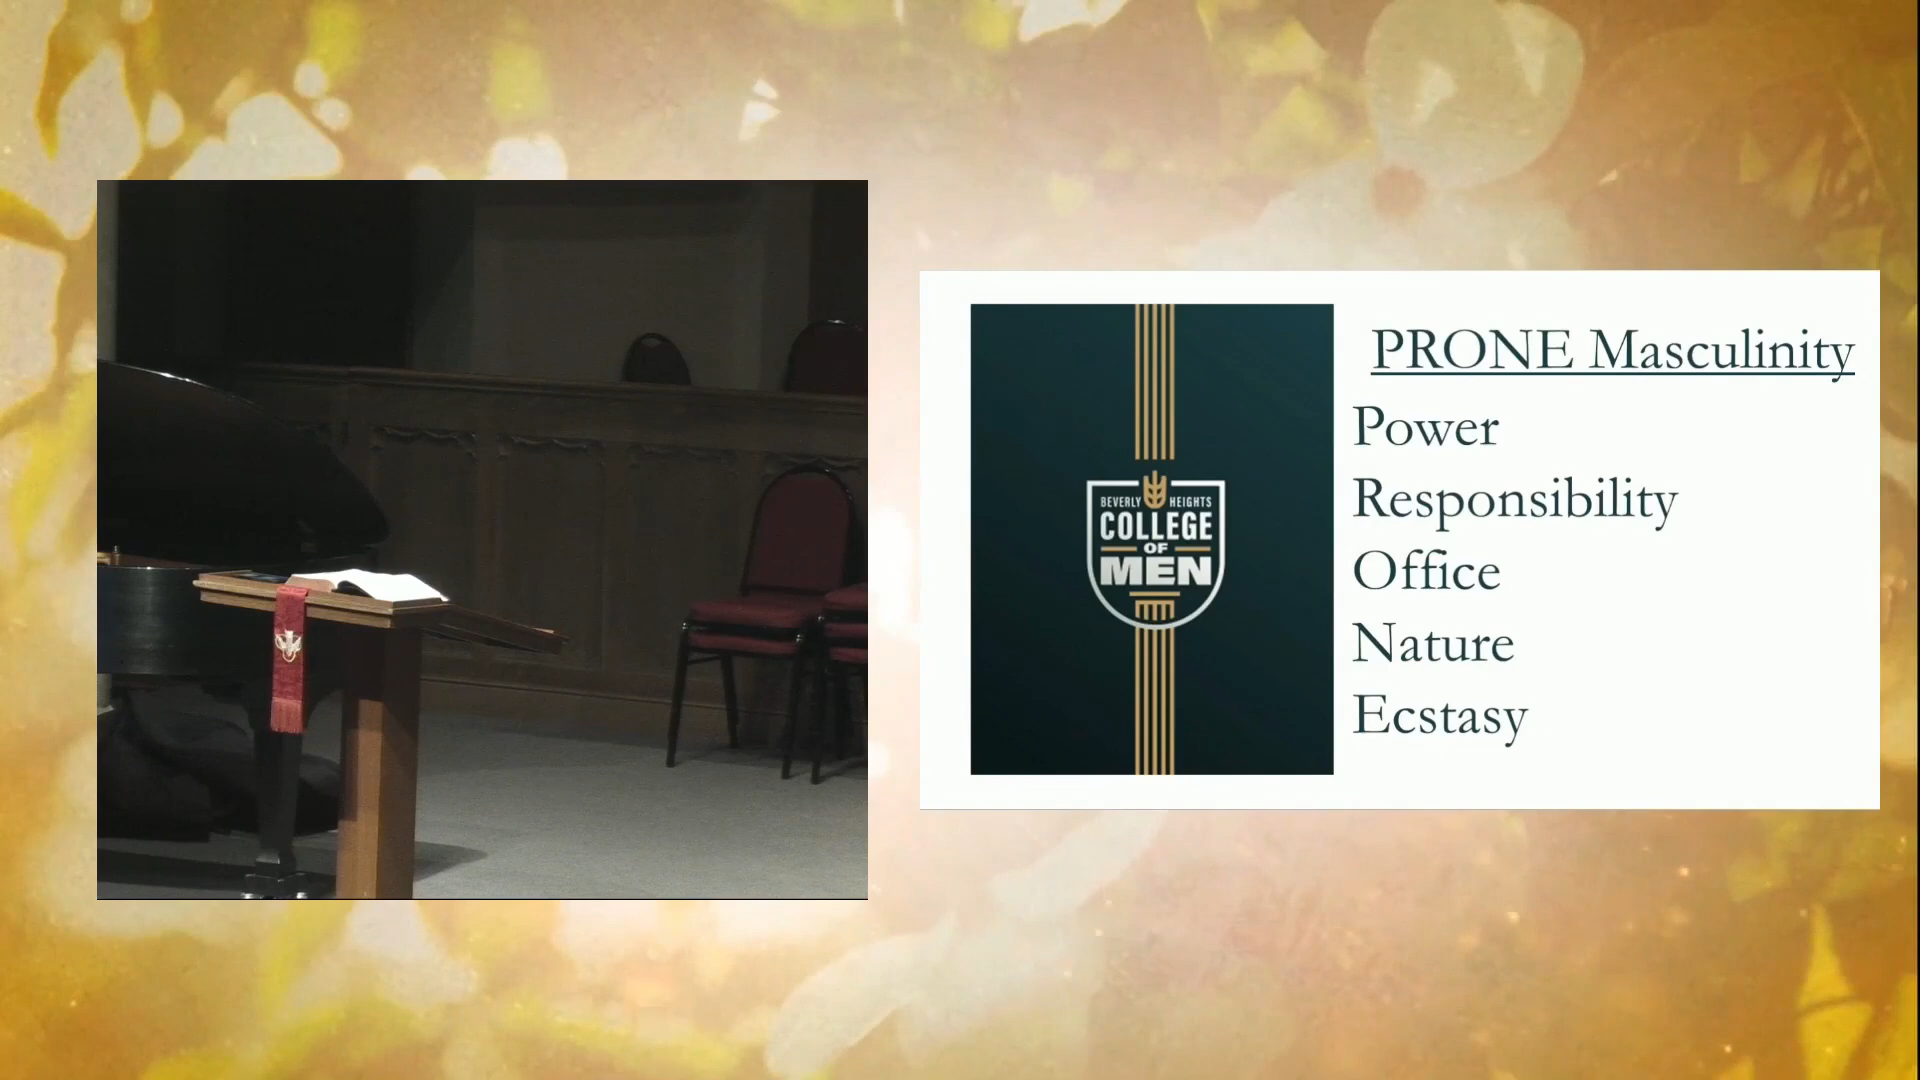 BEVERLY HEIGHTS
COLLEGE
OF
MEN
PRONE Masculinity
Power
Responsibility
Office
Nature
Ecstasy